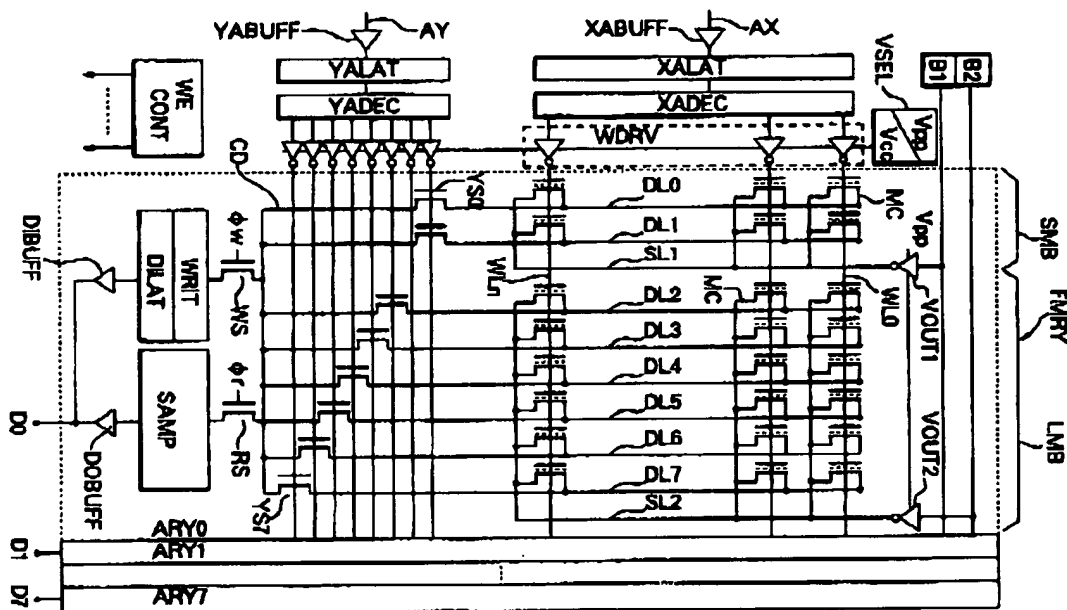 YABUFF
AY
XABUFF
AX
VSEL
B2
B1
YALAT
XALAT
YADEC
XADEC
Vpp
Vcc
WE
CONT
WDRV
CD
YS0
DL0
MC
Vpp
SMB
DIBUFF
DILAT
WRIT
φw
WS
DL1
SL1
WLn
DL2
MC
WL0
VOUT1
FMRY
DL3
DL4
SAMP
φr
RS
DL5
DL6
DL7
SL2
VOUT2
LMB
D0
DOBUFF
YS7
ARY0
D1
ARY1
D7
ARY7